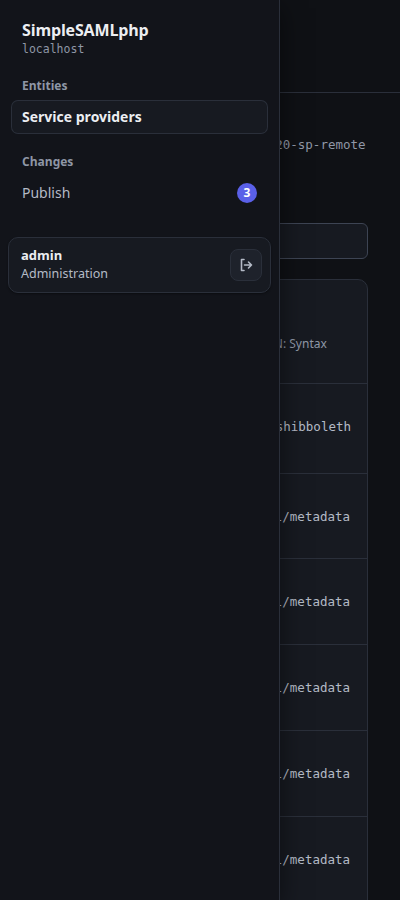 SimpleSAMLphp
localhost
Entities
Service providers
Changes
Publish 3
admin
Administration
20-sp-remote
: Syntax
shibboleth
/metadata
/metadata
/metadata
/metadata
/metadata